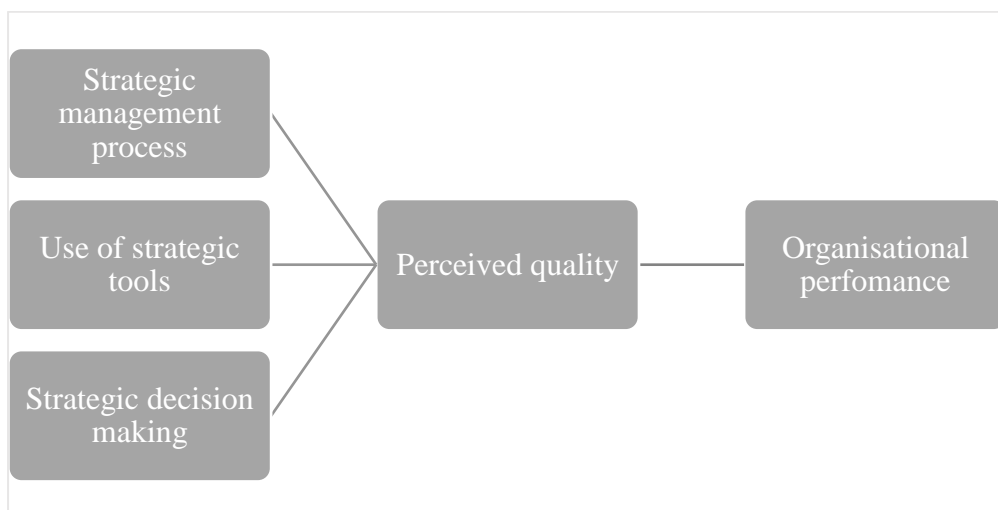 Strategic
management
process
Use of strategic
tools
Strategic decision
making
Perceived quality
Organisational
perfomance